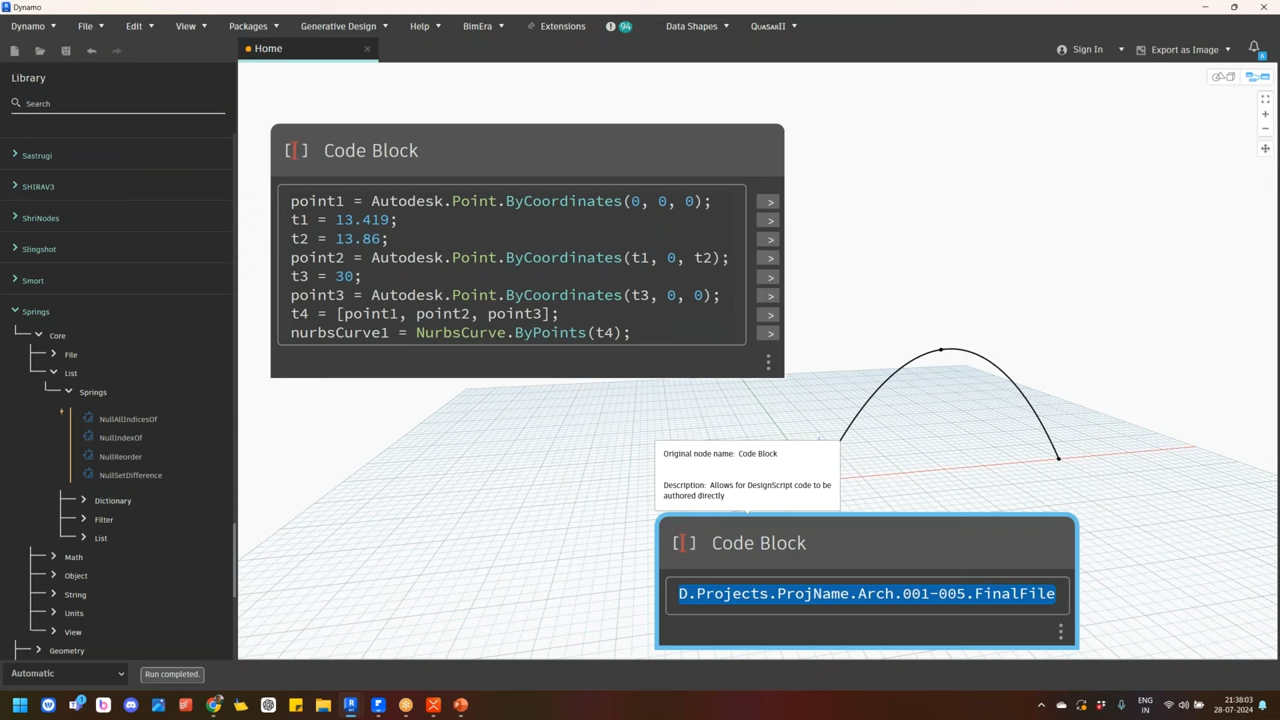 Dynamo
Dynamo File Edit View Packages Generative Design Help BimEra Extensions 94 Data Shapes QuasarII
Home
Sign In Export as Image
6
Library
Search
Sastrugi
SHIRAV3
ShriNodes
Slingshot
Smort
Springs
Core
File
List
Springs
NullAllIndicesOf
NullIndexOf
NullReorder
NullSetDifference
Dictionary
Filter
List
Math
Object
String
Units
View
Geometry
Code Block
point1 = Autodesk.Point.ByCoordinates(0, 0, 0);
t1 = 13.419;
t2 = 13.86;
point2 = Autodesk.Point.ByCoordinates(t1, 0, t2);
t3 = 30;
point3 = Autodesk.Point.ByCoordinates(t3, 0, 0);
t4 = [point1, point2, point3];
nurbsCurve1 = NurbsCurve.ByPoints(t4);
Original node name: Code Block
Description: Allows for DesignScript code to be
authored directly
Code Block
D.Projects.ProjName.Arch.001-005.FinalFile
Automatic Run completed.
ENG
IN
21:38:03
28-07-2024